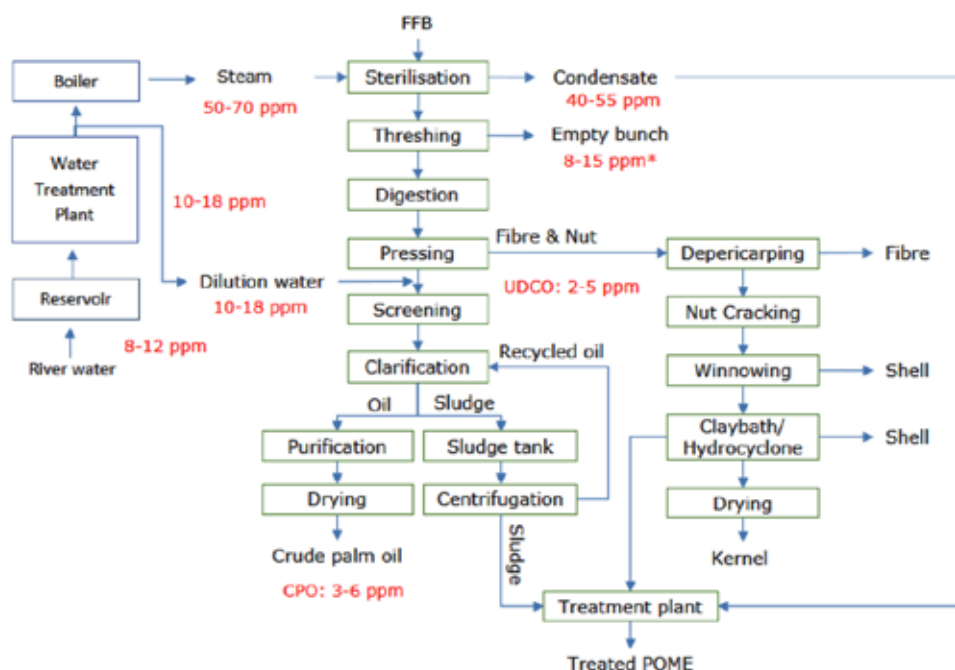 FFB
Boiler
Steam
50-70 ppm
Sterilisation
Condensate
40-55 ppm
Threshing
Empty bunch
8-15 ppm*
Water
Treatment
Plant
10-18 ppm
Digestion
Fibre & Nut
Pressing
Depericarping
Fibre
Dilution water
10-18 ppm
UDCO: 2-5 ppm
Reservoir
Screening
Nut Cracking
8-12 ppm
River water
Recycled oil
Clarification
Winnowing
Shell
Oil
Sludge
Purification
Sludge tank
Claybath/
Hydrocyclone
Shell
Drying
Centrifugation
Drying
Crude palm oil
CPO: 3-6 ppm
Sludge
Kernel
Treatment plant
Treated POME